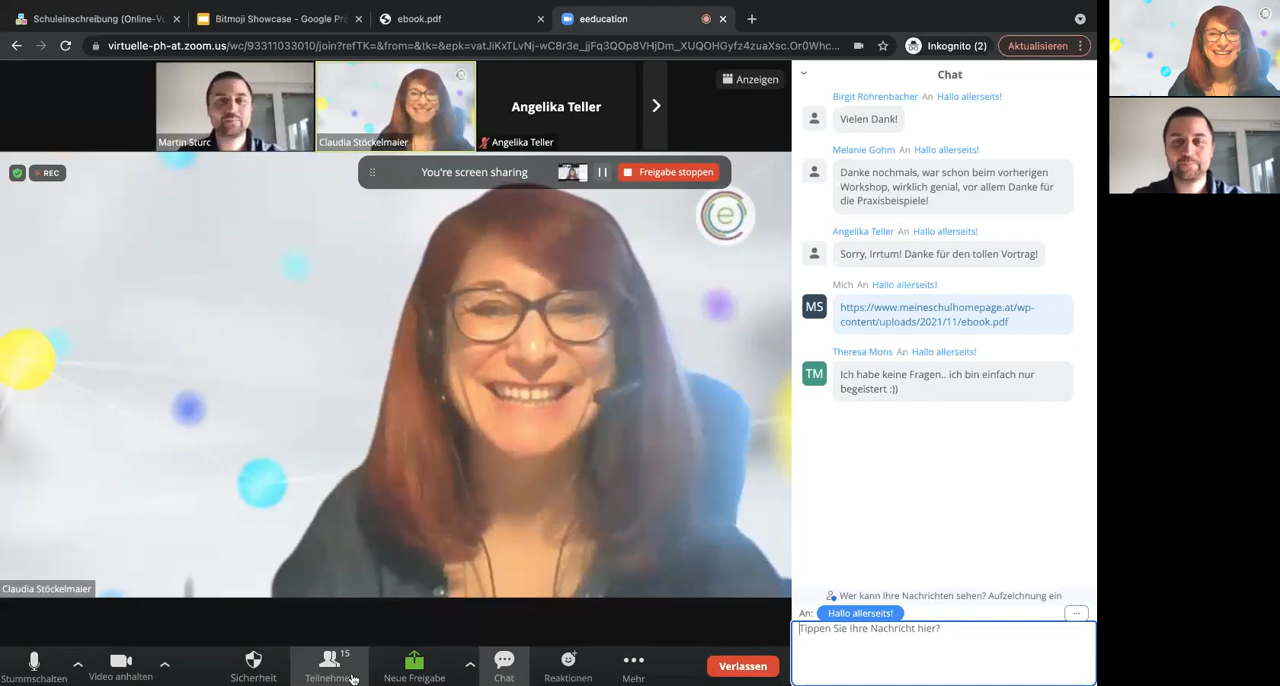 Schuleinschreibung (Online-Vo
Bitmoji Showcase - Google Prä
ebook.pdf
eeducation
virtuelle-ph-at.zoom.us/wc/93311033010/join?refTK=&from=&tk=&epk=vatJiKxTLvNj-wC8r3e_jjFq3QOp8VHjDm_XUQOHGyfz4zuaXsc.Or0Whc...
Inkognito (2)
Aktualisieren
Martin Sturc
Claudia Stöckelmaier
Angelika Teller
Angelika Teller
Anzeigen
REC
You're screen sharing
Freigabe stoppen
e
Claudia Stöckelmaier
Chat
Birgit Röhrenbacher An Hallo allerseits!
Vielen Dank!
Melanie Gohm An Hallo allerseits!
Danke nochmals, war schon beim vorherigen
Workshop, wirklich genial, vor allem Danke für
die Praxisbeispiele!
Angelika Teller An Hallo allerseits!
Sorry, Irrtum! Danke für den tollen Vortrag!
Mich An Hallo allerseits!
MS
https://www.meineschulhomepage.at/wp-
content/uploads/2021/11/ebook.pdf
Theresa Mons An Hallo allerseits!
TM
Ich habe keine Fragen.. ich bin einfach nur
begeistert :))
Wer kann Ihre Nachrichten sehen? Aufzeichnung ein
An: Hallo allerseits!
Tippen Sie Ihre Nachricht hier?
Stummschalten
Video anhalten
Sicherheit
15
Teilnehme
Neue Freigabe
Chat
Reaktionen
Mehr
Verlassen